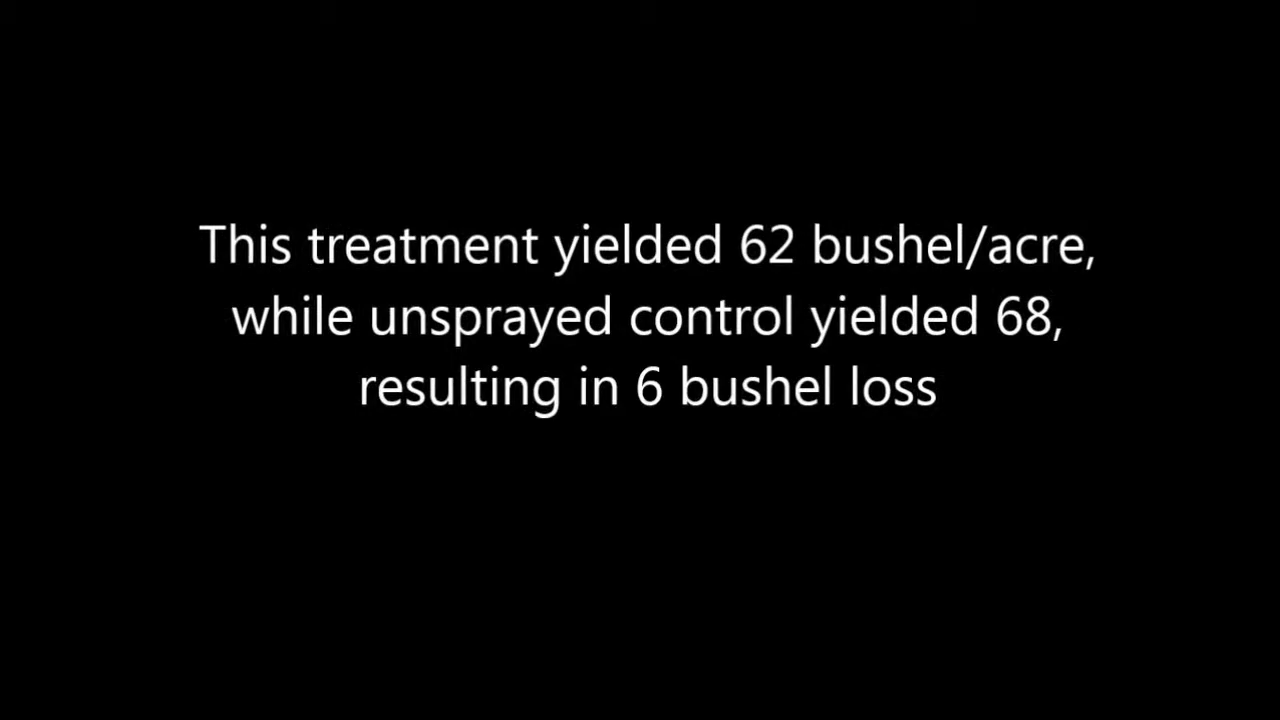 This treatment yielded 62 bushel/acre,
while unsprayed control yielded 68,
resulting in 6 bushel loss